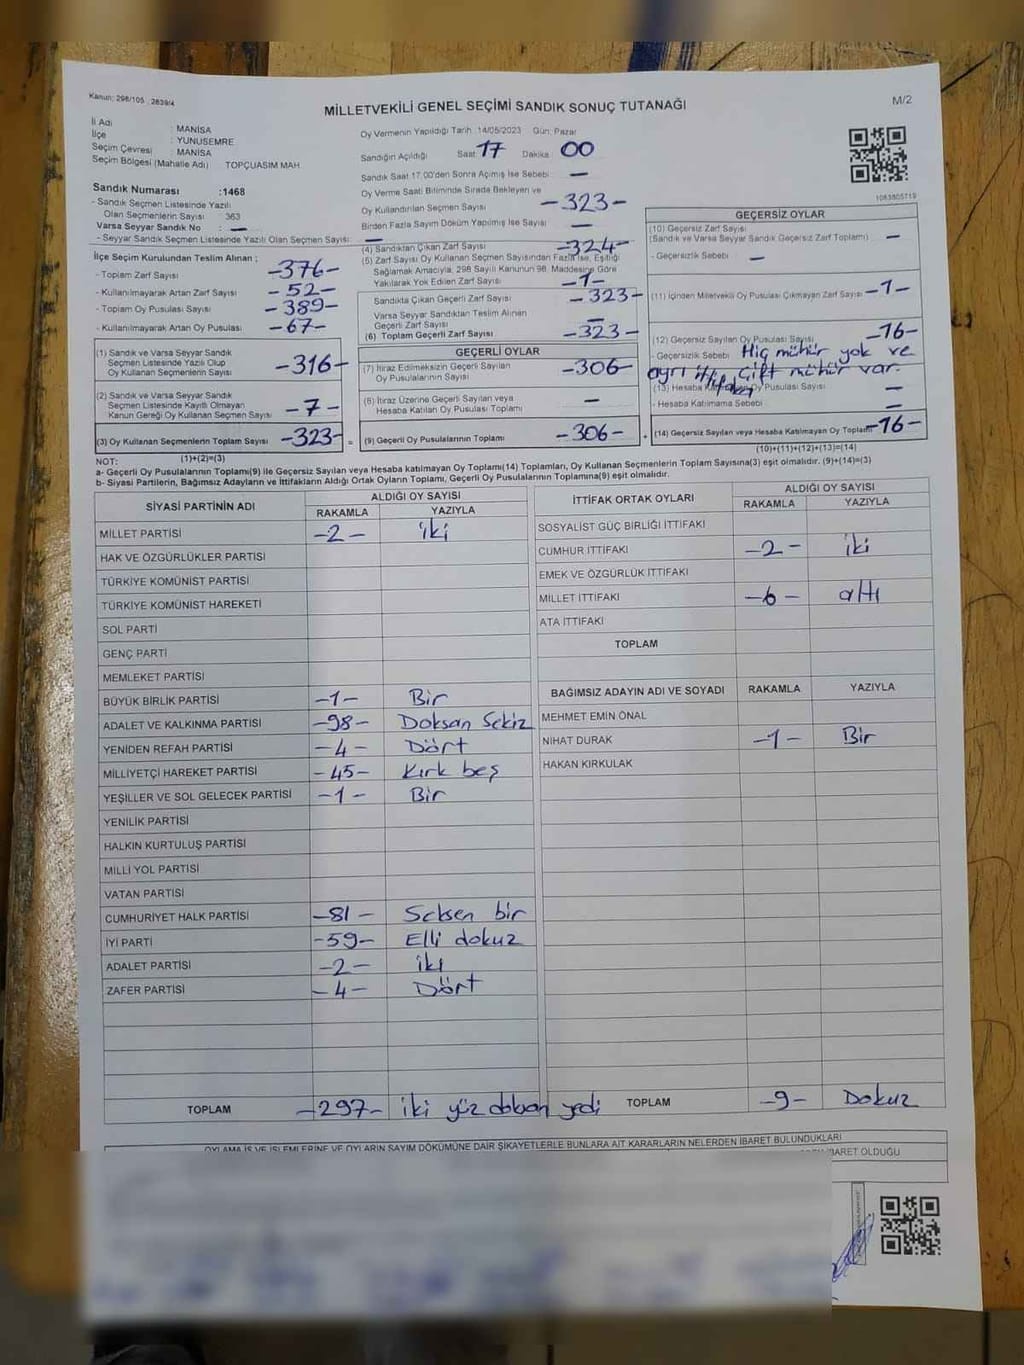 Kanun: 298/105 , 2839/4
MİLLETVEKİLİ GENEL SEÇİMİ SANDIK SONUÇ TUTANAĞI
M/2
İl Adı : MANİSA
İlçe : YUNUSEMRE
Seçim Çevresi : MANİSA
Seçim Bölgesi (Mahalle Adı) TOPÇUASIM MAH.
Sandık Numarası :1468
- Sandık Seçmen Listesinde Yazılı
Olan Seçmenlerin Sayısı : 363
Varsa Seyyar Sandık No : —
- Seyyar Sandık Seçmen Listesinde Yazılı Olan Seçmen Sayısı: —
İlçe Seçim Kurulundan Teslim Alınan ;
- Toplam Zarf Sayısı -376-
- Kullanılmayarak Artan Zarf Sayısı -52-
- Toplam Oy Pusulası Sayısı -389-
- Kullanılmayarak Artan Oy Pusulası -67-
(1) Sandık ve Varsa Seyyar Sandık
Seçmen Listesinde Yazılı Olup
Oy Kullanan Seçmenlerin Sayısı -316-
(2) Sandık ve Varsa Seyyar Sandık
Seçmen Listesinde Kayıtlı Olmayan
Kanun Gereği Oy Kullanan Seçmen Sayısı -7-
(3) Oy Kullanan Seçmenlerin Toplam Sayısı -323- =
(1)+(2)=(3)
Oy Vermenin Yapıldığı Tarih: 14/05/2023 Gün: Pazar
Sandığın Açıldığı Saat 17 Dakika 00
Sandık Saat 17:00'den Sonra Açılmış İse Sebebi : —
Oy Verme Saati Bitiminde Sırada Bekleyen ve
Oy Kullandırılan Seçmen Sayısı -323-
Birden Fazla Sayım Döküm Yapılmış İse Sayısı —
(4) Sandıktan Çıkan Zarf Sayısı -324-
(5) Zarf Sayısı Oy Kullanan Seçmen Sayısından Fazla İse, Eşitliği
Sağlamak Amacıyla, 298 Sayılı Kanunun 98. Maddesine Göre
Yakılarak Yok Edilen Zarf Sayısı -1-
Sandıkta Çıkan Geçerli Zarf Sayısı -323-
Varsa Seyyar Sandıktan Teslim Alınan
Geçerli Zarf Sayısı —
(6) Toplam Geçerli Zarf Sayısı -323-
GEÇERLİ OYLAR
(7) İtiraz Edilmeksizin Geçerli Sayılan
Oy Pusulalarının Sayısı -306-
(8) İtiraz Üzerine Geçerli Sayılan veya
Hesaba Katılan Oy Pusulası Toplamı —
(9) Geçerli Oy Pusulalarının Toplamı -306- +
1083805719
GEÇERSİZ OYLAR
(10) Geçersiz Zarf Sayısı
(Sandık ve Varsa Seyyar Sandık Geçersiz Zarf Toplamı) —
- Geçersizlik Sebebi —
(11) İçinden Milletvekili Oy Pusulası Çıkmayan Zarf Sayısı -1-
(12) Geçersiz Sayılan Oy Pusulası Sayısı -16-
- Geçersizlik Sebebi Hiç mühür yok ve
ayrı ittifaka çift mühür var.
(13) Hesaba Oy Pusulası Sayısı —
- Hesaba Katılmama Sebebi —
(14) Geçersiz Sayılan veya Hesaba Katılmayan Oy Toplamı -16-
(10)+(11)+(12)+(13)=(14)
NOT:
a- Geçerli Oy Pusulalarının Toplamı(9) ile Geçersiz Sayılan veya Hesaba katılmayan Oy Toplamı(14) Toplamları, Oy Kullanan Seçmenlerin Toplam Sayısına(3) eşit olmalıdır. (9)+(14)=(3)
b- Siyasi Partilerin, Bağımsız Adayların ve İttifakların Aldığı Ortak Oyların Toplamı, Geçerli Oy Pusulalarının Toplamına(9) eşit olmalıdır.
SİYASİ PARTİNİN ADI ALDIĞI OY SAYISI
RAKAMLA YAZIYLA
MİLLET PARTİSİ -2- iki
HAK VE ÖZGÜRLÜKLER PARTİSİ
TÜRKİYE KOMÜNİST PARTİSİ
TÜRKİYE KOMÜNİST HAREKETİ
SOL PARTİ
GENÇ PARTİ
MEMLEKET PARTİSİ
BÜYÜK BİRLİK PARTİSİ -1- Bir
ADALET VE KALKINMA PARTİSİ -98- Doksan Sekiz
YENİDEN REFAH PARTİSİ -4- Dört
MİLLİYETÇİ HAREKET PARTİSİ -45- Kırk beş
YEŞİLLER VE SOL GELECEK PARTİSİ -1- Bir
YENİLİK PARTİSİ
HALKIN KURTULUŞ PARTİSİ
MİLLİ YOL PARTİSİ
VATAN PARTİSİ
CUMHURİYET HALK PARTİSİ -81- Seksen bir
İYİ PARTİ -59- Elli dokuz
ADALET PARTİSİ -2- iki
ZAFER PARTİSİ -4- Dört
TOPLAM -297- iki yüz doksan yedi
İTTİFAK ORTAK OYLARI ALDIĞI OY SAYISI
RAKAMLA YAZIYLA
SOSYALİST GÜÇ BİRLİĞİ İTTİFAKI
CUMHUR İTTİFAKI -2- iki
EMEK VE ÖZGÜRLÜK İTTİFAKI
MİLLET İTTİFAKI -6- altı
ATA İTTİFAKI
TOPLAM
BAĞIMSIZ ADAYIN ADI VE SOYADI RAKAMLA YAZIYLA
MEHMET EMİN ÖNAL
NİHAT DURAK -1- Bir
HAKAN KIRKULAK
TOPLAM -9- Dokuz
OYLAMA İŞ VE İŞLEMLERİNE VE OYLARIN SAYIM DÖKÜMÜNE DAİR ŞİKAYETLERLE BUNLARA AİT KARARLARIN NELERDEN İBARET BULUNDUKLARI
İBARET OLDUĞU